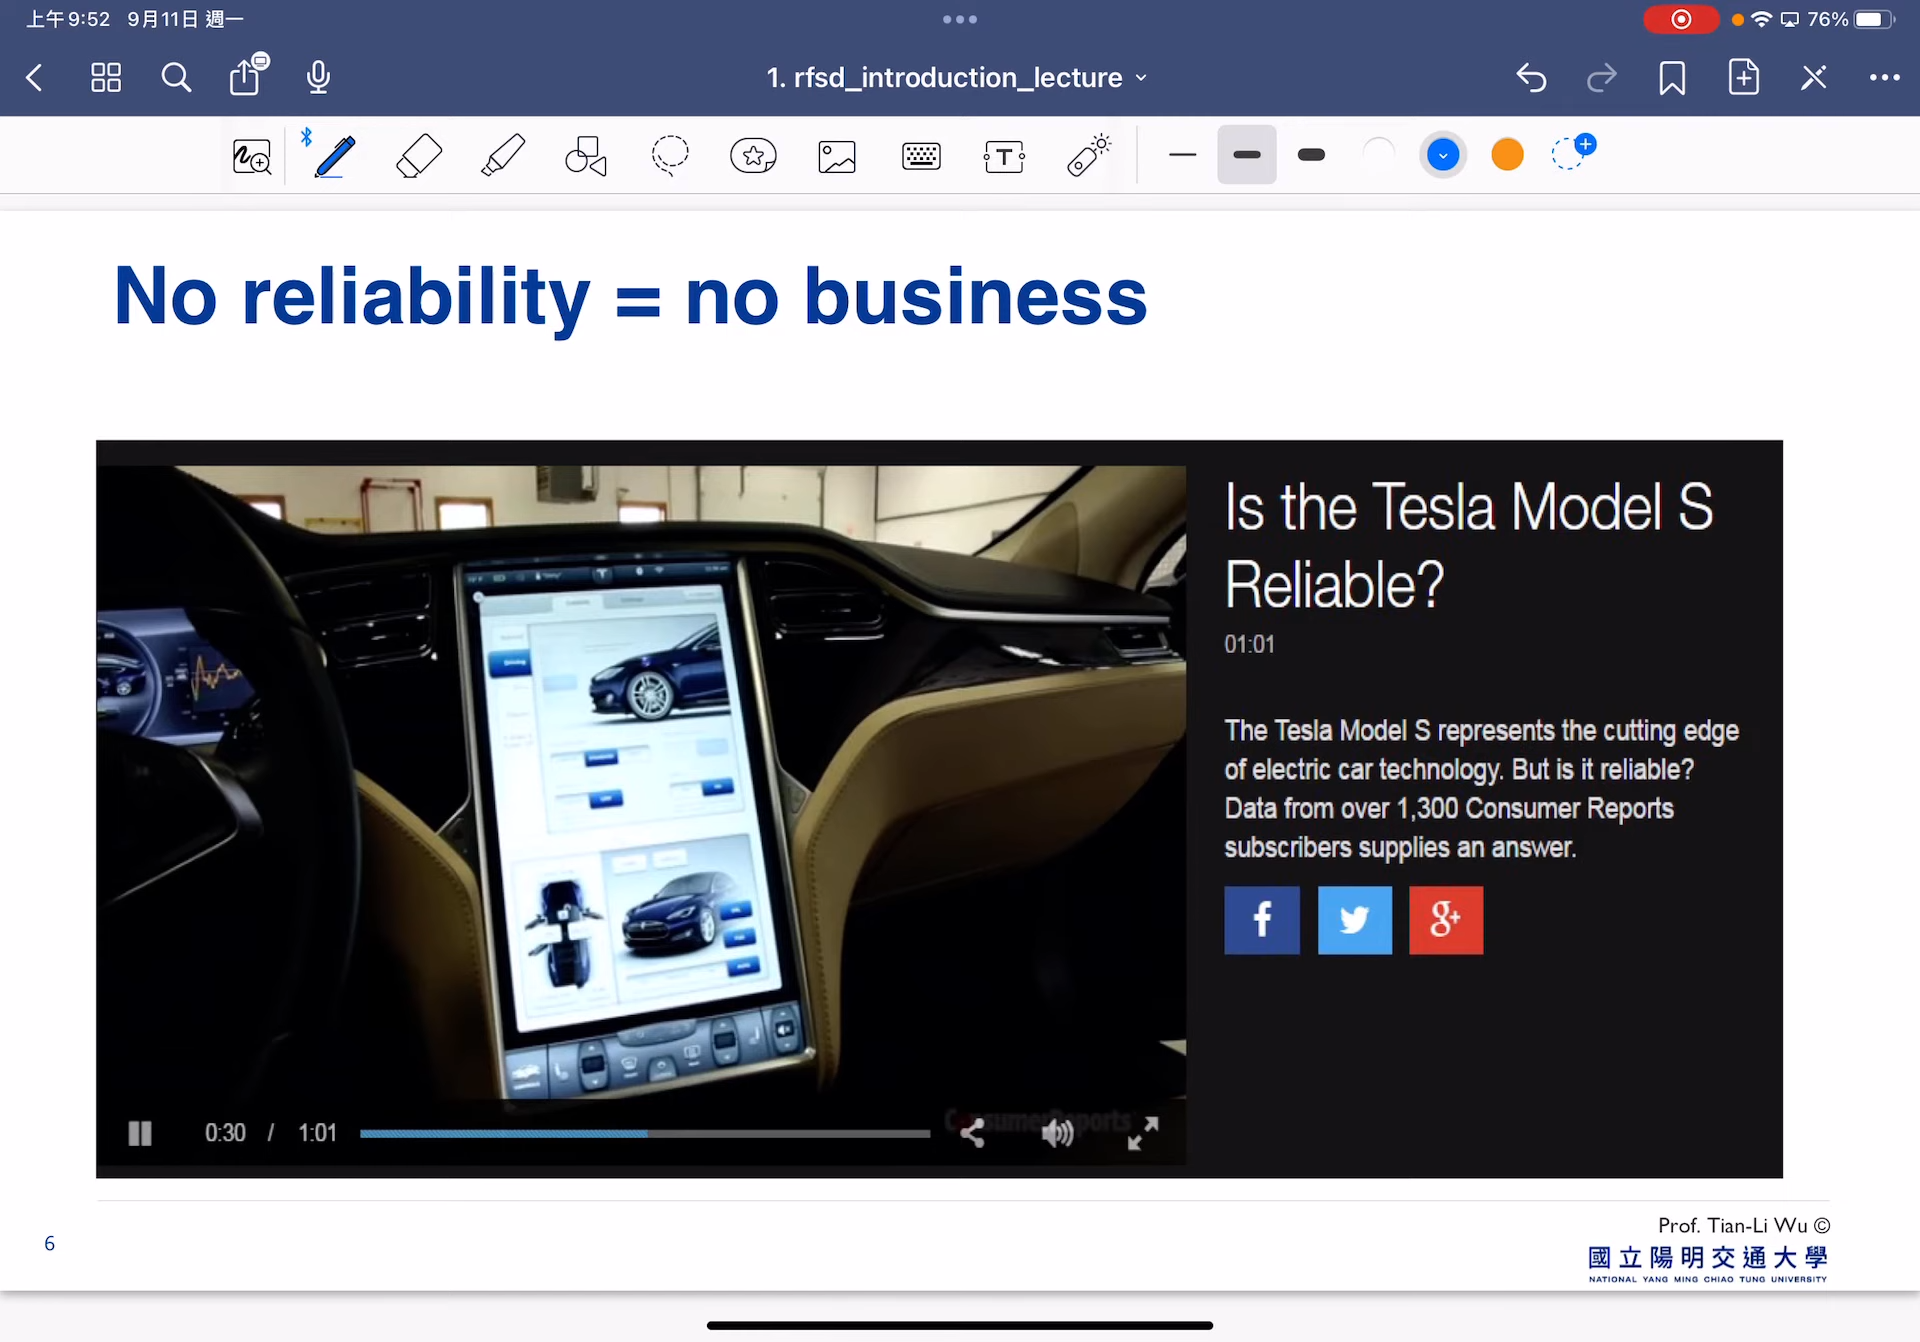 上午9:52 9月11日 週一
76%
1. rfsd_introduction_lecture
No reliability = no business
Is the Tesla Model S
Reliable?
01:01
The Tesla Model S represents the cutting edge
of electric car technology. But is it reliable?
Data from over 1,300 Consumer Reports
subscribers supplies an answer.
ConsumerReports
0:30 / 1:01
6
Prof. Tian-Li Wu ©
國立陽明交通大學
NATIONAL YANG MING CHIAO TUNG UNIVERSITY